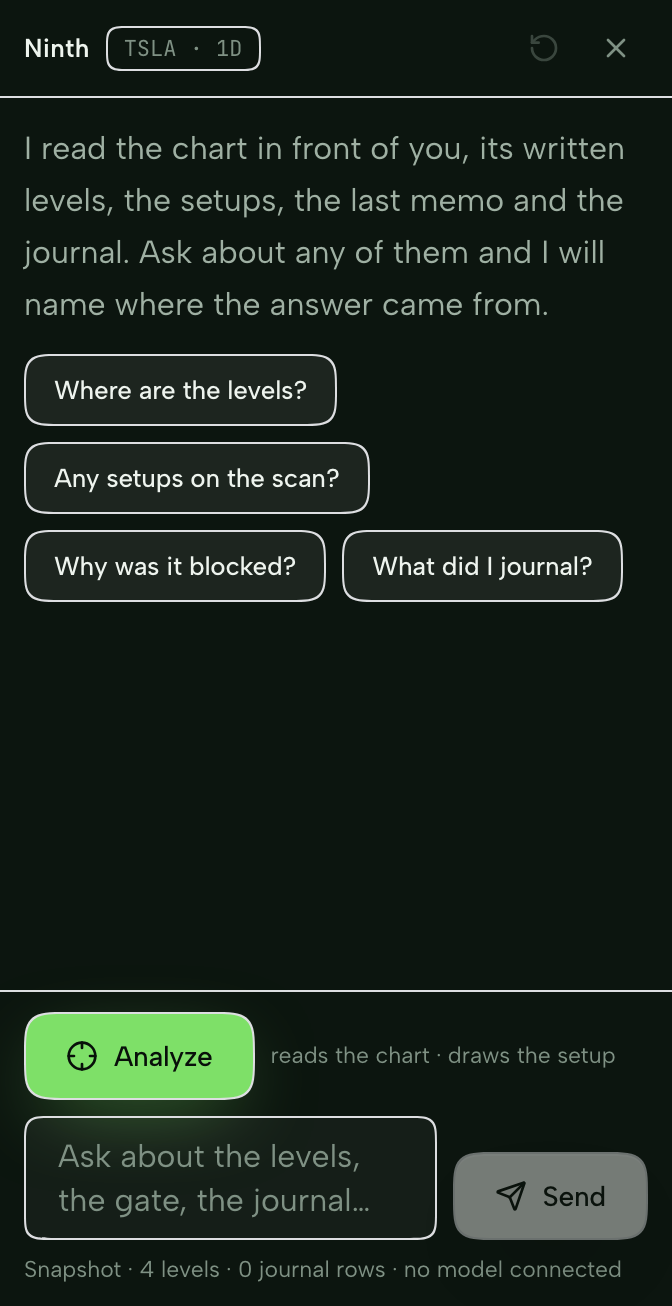 Ninth
TSLA · 1D
I read the chart in front of you, its written
levels, the setups, the last memo and the
journal. Ask about any of them and I will
name where the answer came from.
Where are the levels?
Any setups on the scan?
Why was it blocked?
What did I journal?
Analyze
reads the chart · draws the setup
Ask about the levels,
the gate, the journal…
Send
Snapshot · 4 levels · 0 journal rows · no model connected